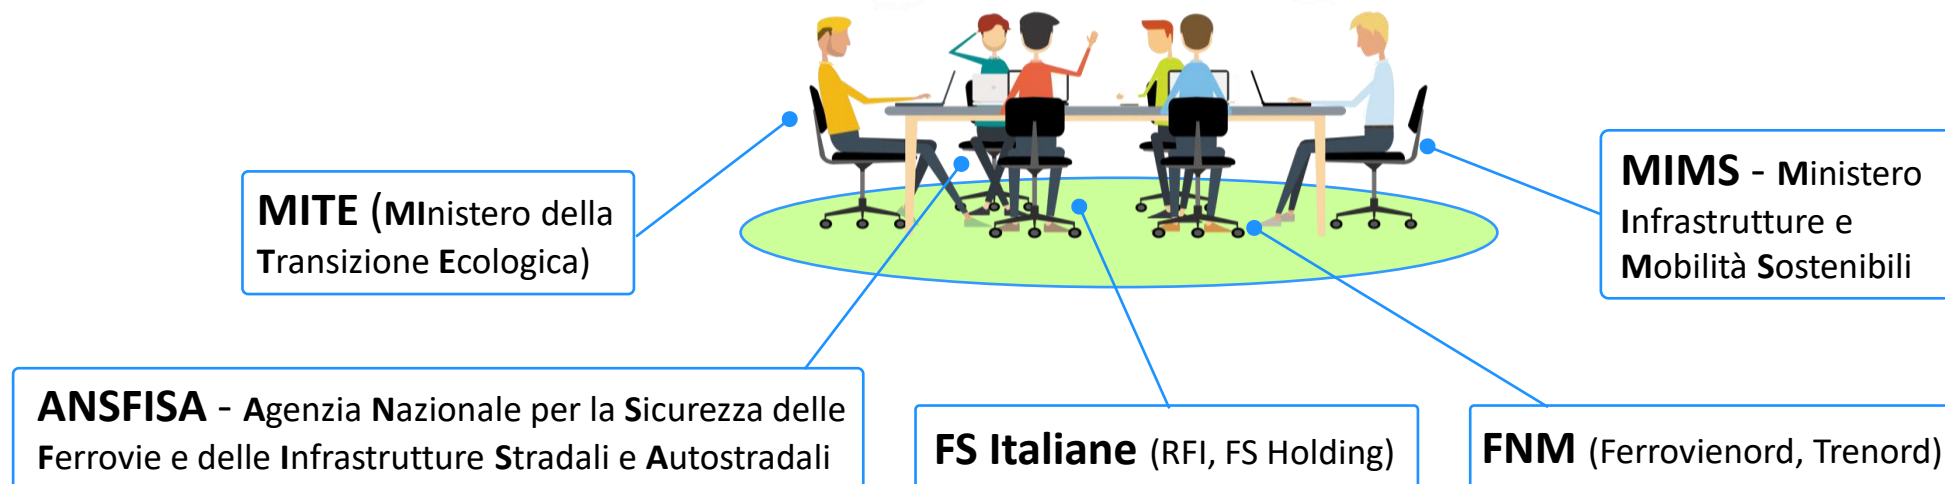 MITE (MInistero della
Transizione Ecologica)
MIMS - Ministero
Infrastrutture e
Mobilità Sostenibili
ANSFISA - Agenzia Nazionale per la Sicurezza delle
Ferrovie e delle Infrastrutture Stradali e Autostradali
FS Italiane (RFI, FS Holding)
FNM (Ferrovienord, Trenord)